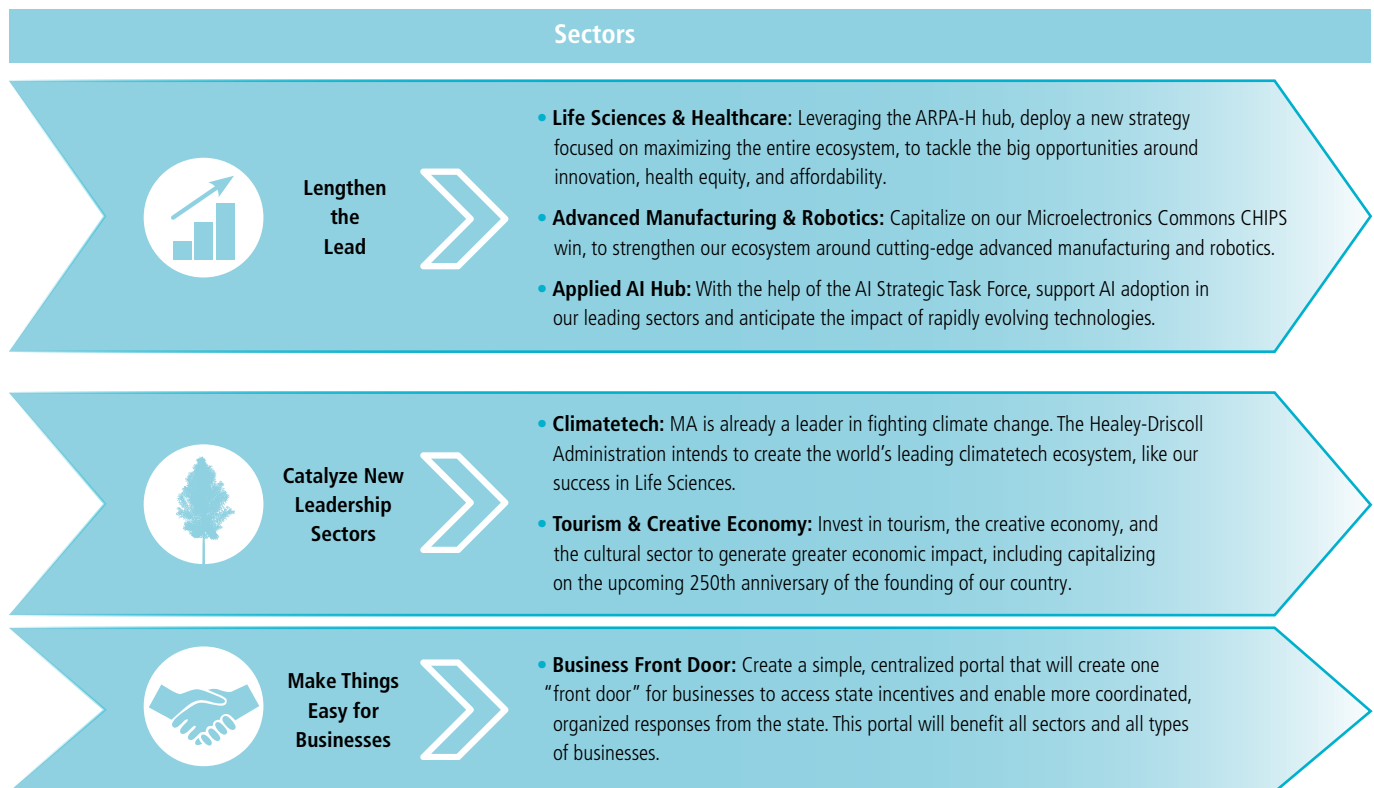 Sectors
Lengthen
the
Lead
• Life Sciences & Healthcare: Leveraging the ARPA-H hub, deploy a new strategy
focused on maximizing the entire ecosystem, to tackle the big opportunities around
innovation, health equity, and affordability.
• Advanced Manufacturing & Robotics: Capitalize on our Microelectronics Commons CHIPS
win, to strengthen our ecosystem around cutting-edge advanced manufacturing and robotics.
• Applied AI Hub: With the help of the AI Strategic Task Force, support AI adoption in
our leading sectors and anticipate the impact of rapidly evolving technologies.
Catalyze New
Leadership
Sectors
• Climatetech: MA is already a leader in fighting climate change. The Healey-Driscoll
Administration intends to create the world’s leading climatetech ecosystem, like our
success in Life Sciences.
• Tourism & Creative Economy: Invest in tourism, the creative economy, and
the cultural sector to generate greater economic impact, including capitalizing
on the upcoming 250th anniversary of the founding of our country.
Make Things
Easy for
Businesses
• Business Front Door: Create a simple, centralized portal that will create one
“front door” for businesses to access state incentives and enable more coordinated,
organized responses from the state. This portal will benefit all sectors and all types
of businesses.